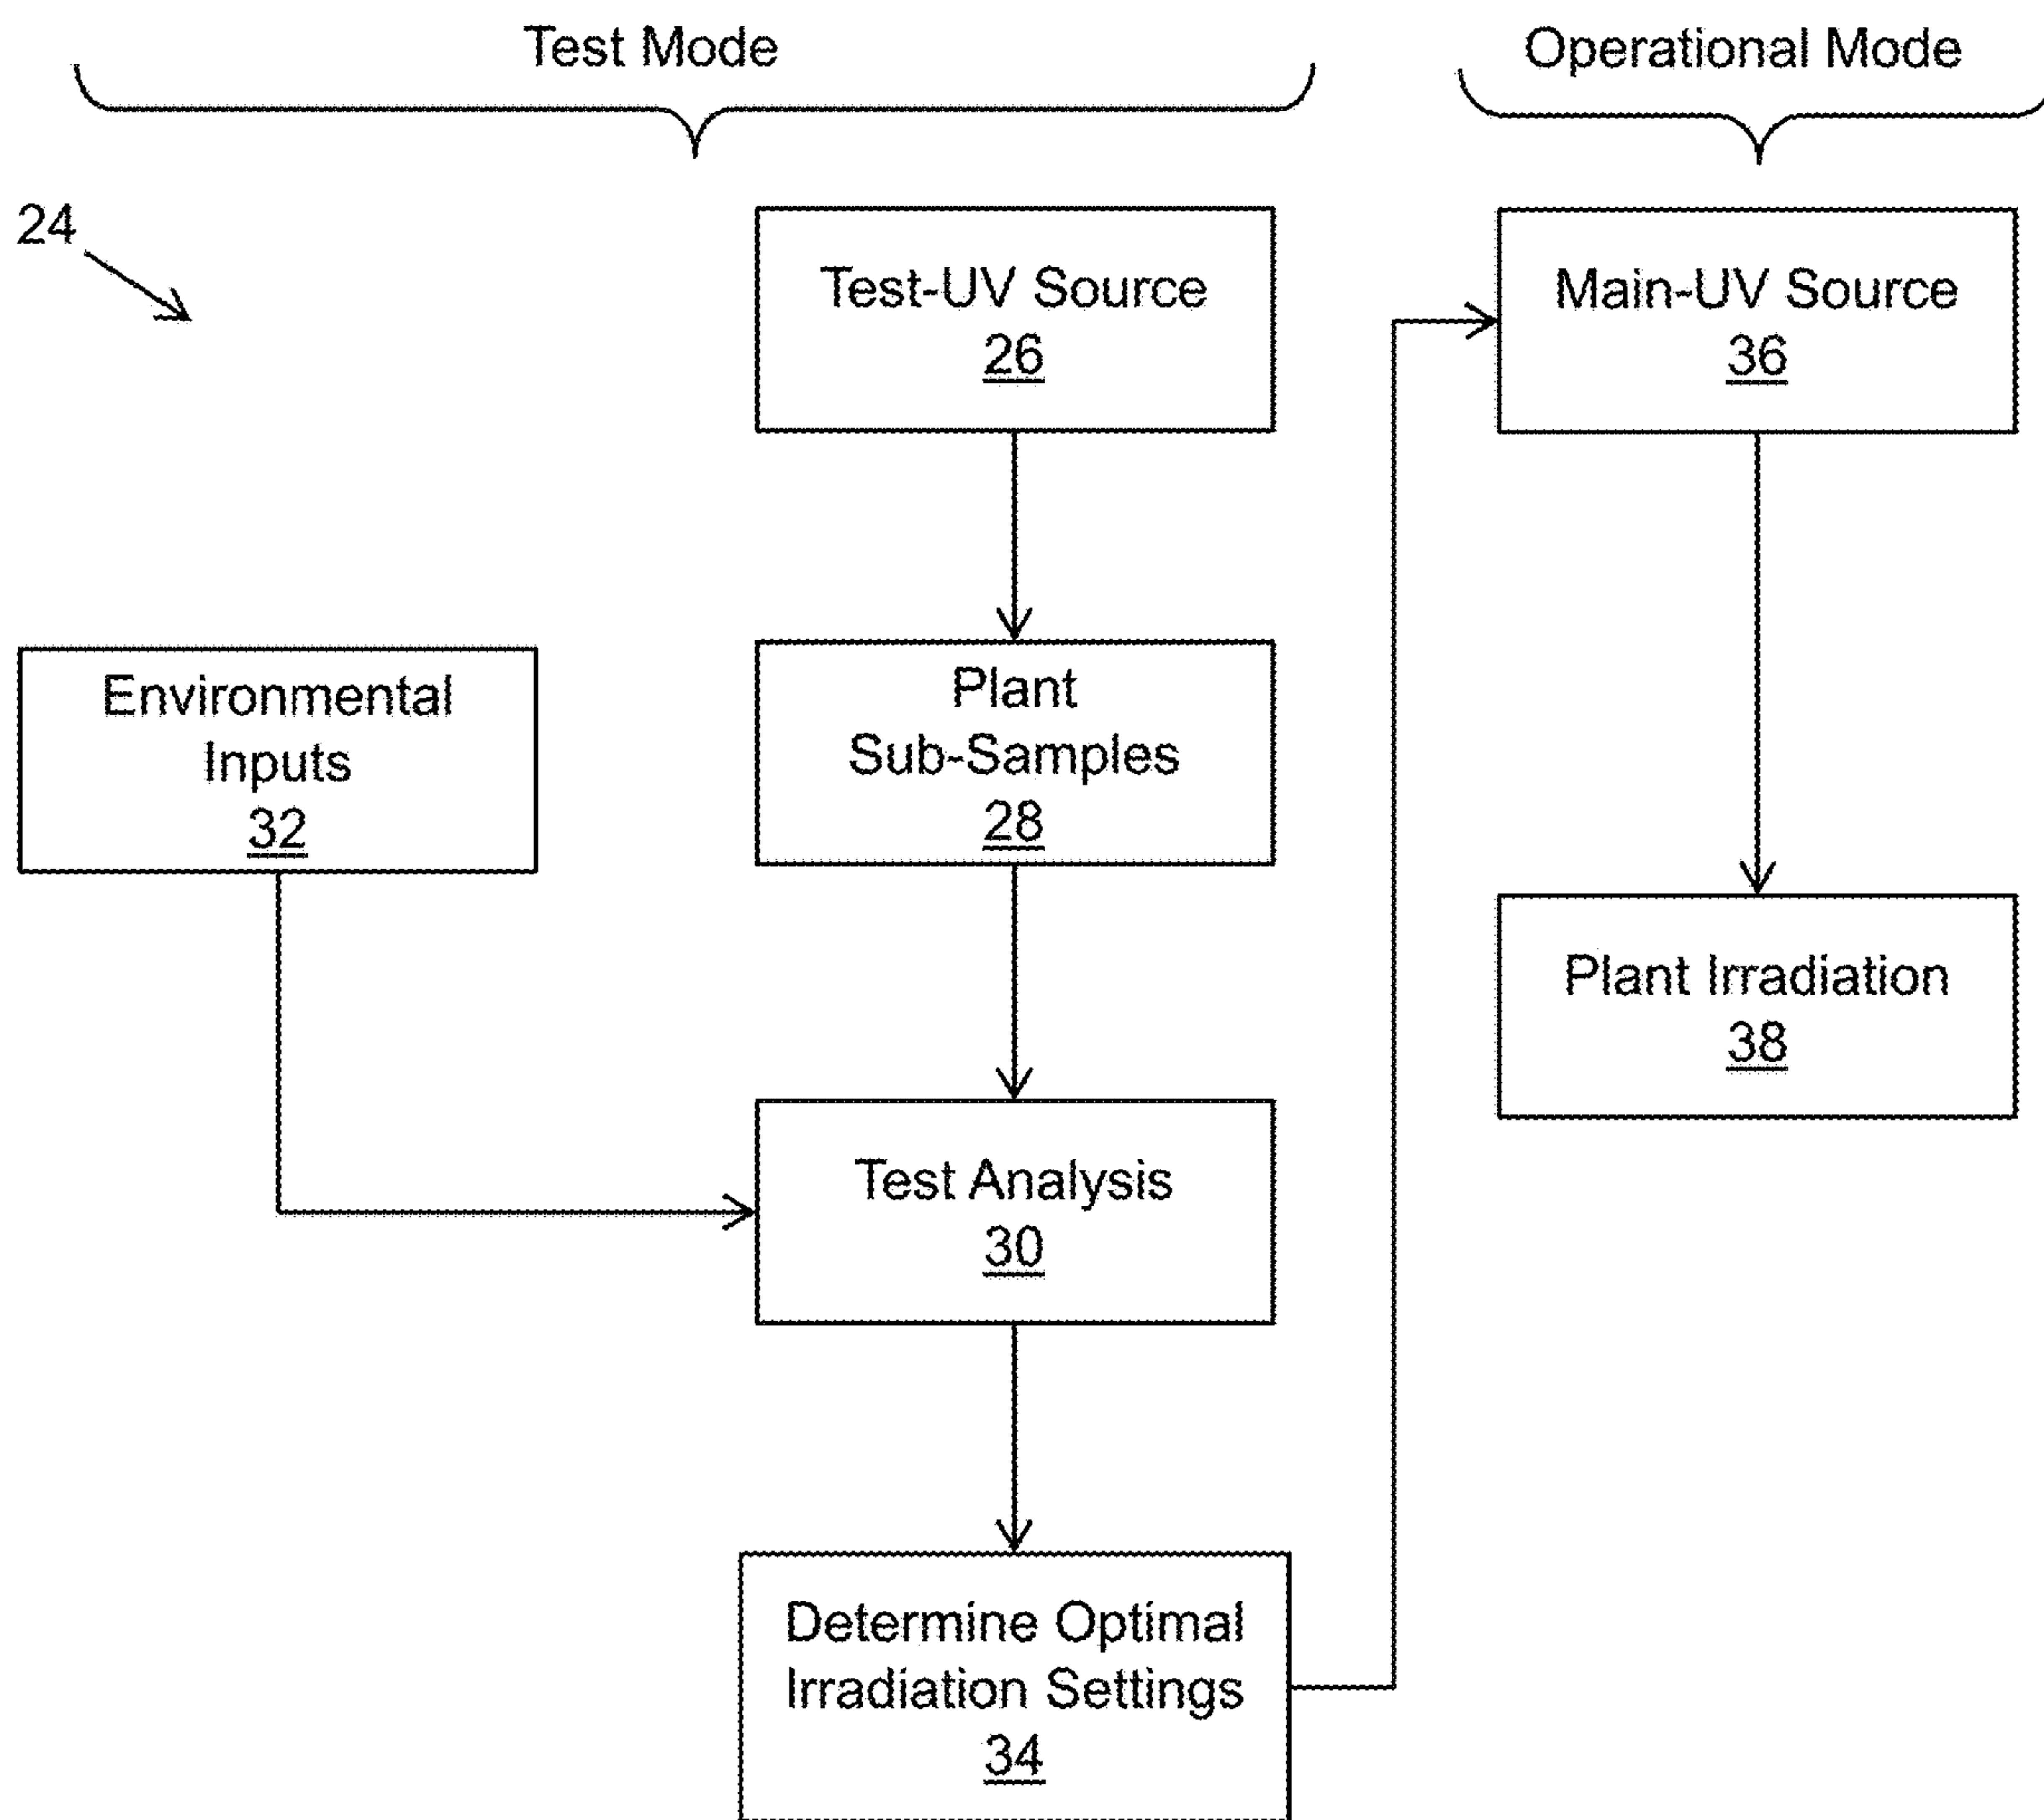 Test Mode
Operational Mode
24
Test-UV Source
26
Main-UV Source
36
Environmental
Inputs
32
Plant
Sub-Samples
28
Plant Irradiation
38
Test Analysis
30
Determine Optimal
Irradiation Settings
34